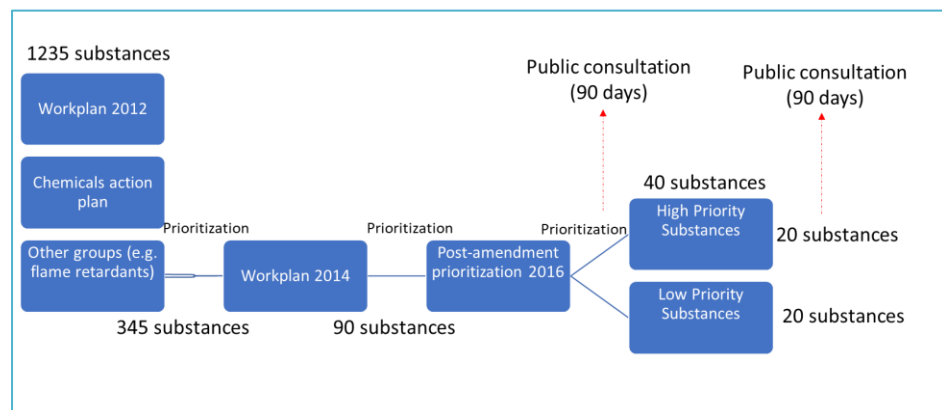 1235 substances
Workplan 2012
Chemicals action
plan
Other groups (e.g.
flame retardants)
345 substances
Prioritization
Workplan 2014
90 substances
Prioritization
Post-amendment
prioritization 2016
Prioritization
Public consultation
(90 days)
40 substances
High Priority
Substances
20 substances
Low Priority
Substances
20 substances
Public consultation
(90 days)